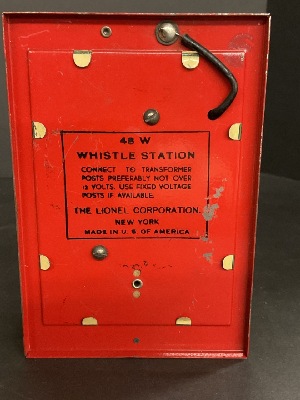 48 W
WHISTLE STATION
CONNECT TO TRANSFORMER
POSTS PREFERABLY NOT OVER
12 VOLTS. USE FIXED VOLTAGE
POSTS IF AVAILABLE.
THE LIONEL CORPORATION
NEW YORK
MADE IN U. S. OF AMERICA